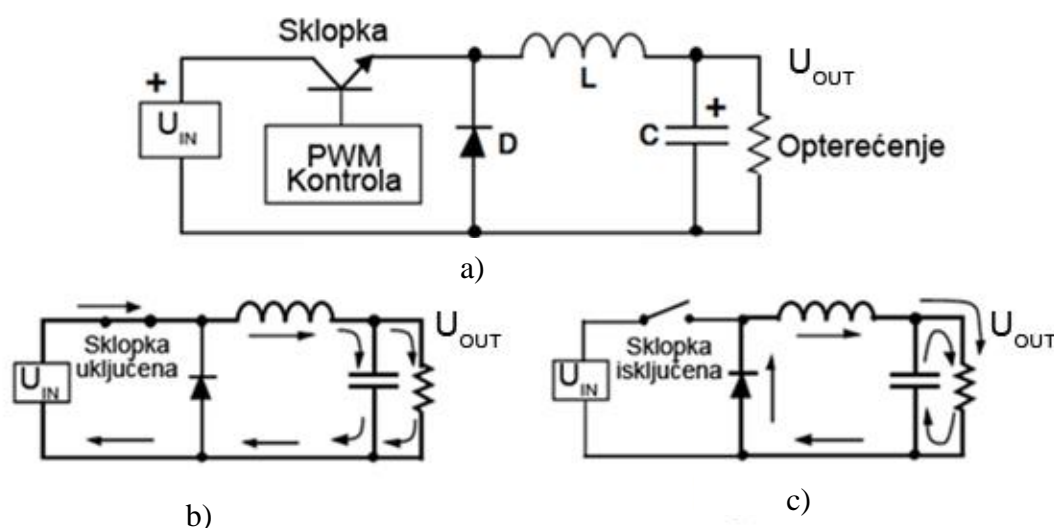 Sklopka
+
U_IN
PWM
Kontrola
D
L
C
+
U_OUT
Opterećenje
a)
Sklopka
uključena
U_IN
U_OUT
b)
Sklopka
isključena
U_IN
U_OUT
c)